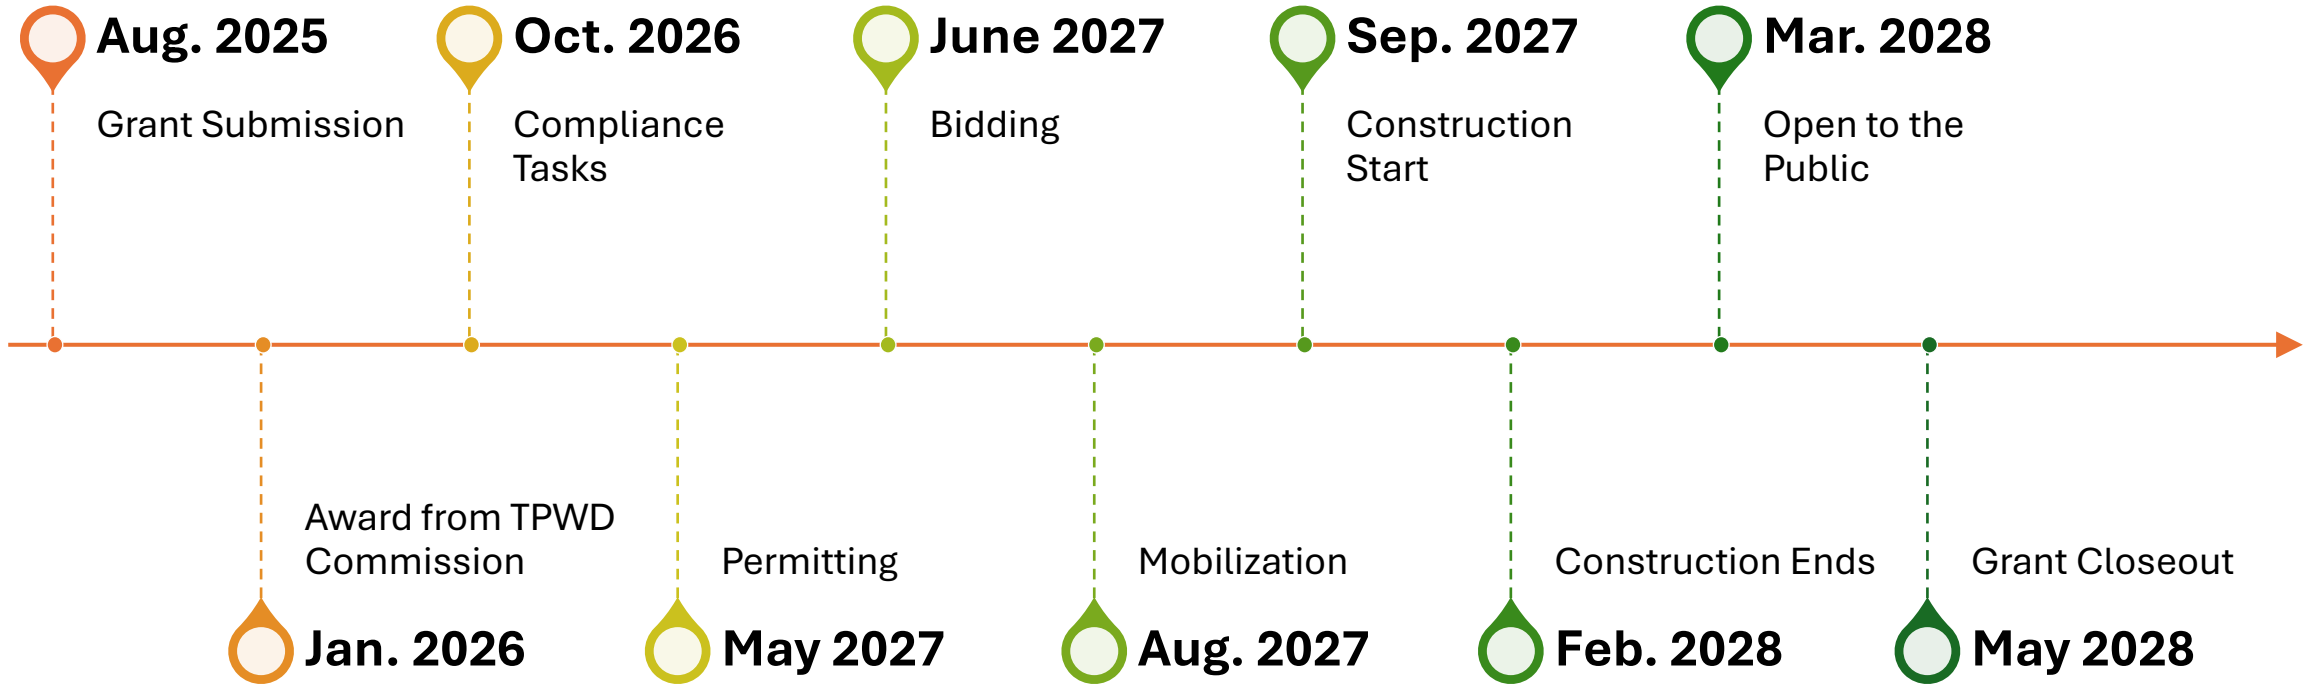 Aug. 2025
Grant Submission
Oct. 2026
Compliance
Tasks
June 2027
Bidding
Sep. 2027
Construction
Start
Mar. 2028
Open to the
Public
Award from TPWD
Commission
Jan. 2026
Permitting
May 2027
Mobilization
Aug. 2027
Construction Ends
Feb. 2028
Grant Closeout
May 2028